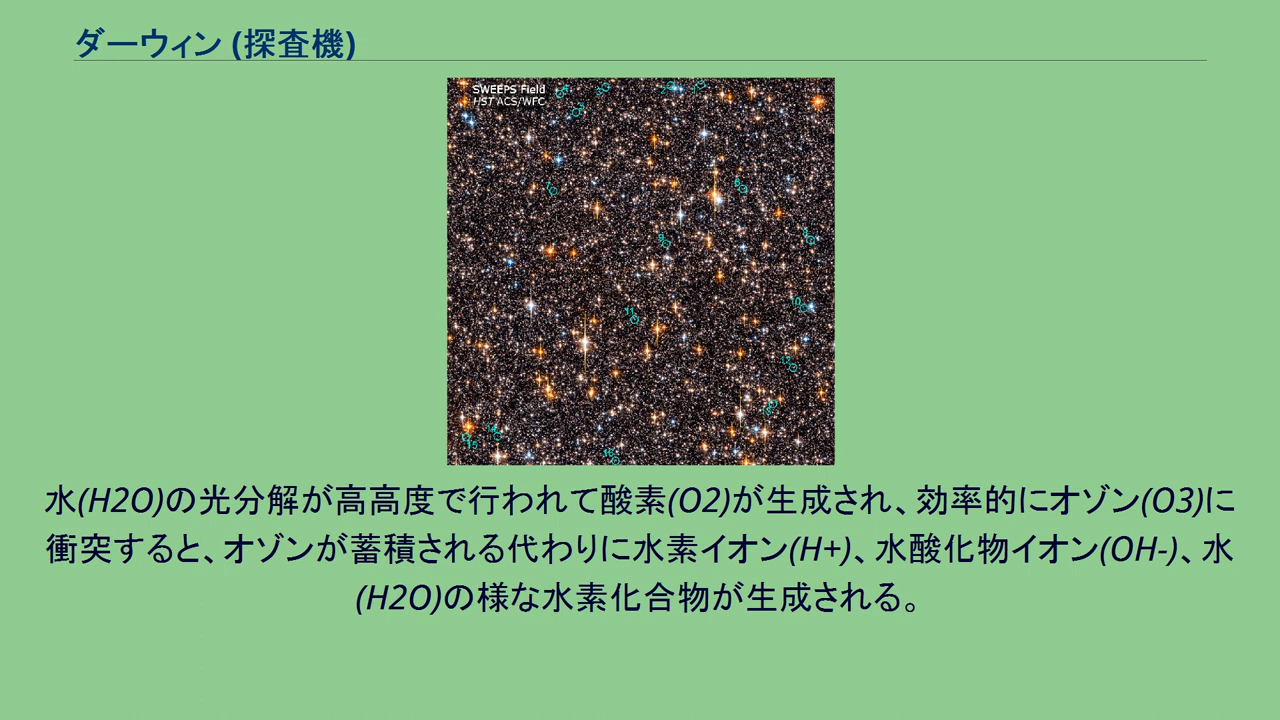 ダーウィン (探査機)
SWEEPS Field
HST ACS/WFC
9
10
11
16
水(H2O)の光分解が高高度で行われて酸素(O2)が生成され、効率的にオゾン(O3)に
衝突すると、オゾンが蓄積される代わりに水素イオン(H+)、水酸化物イオン(OH-)、水
(H2O)の様な水素化合物が生成される。